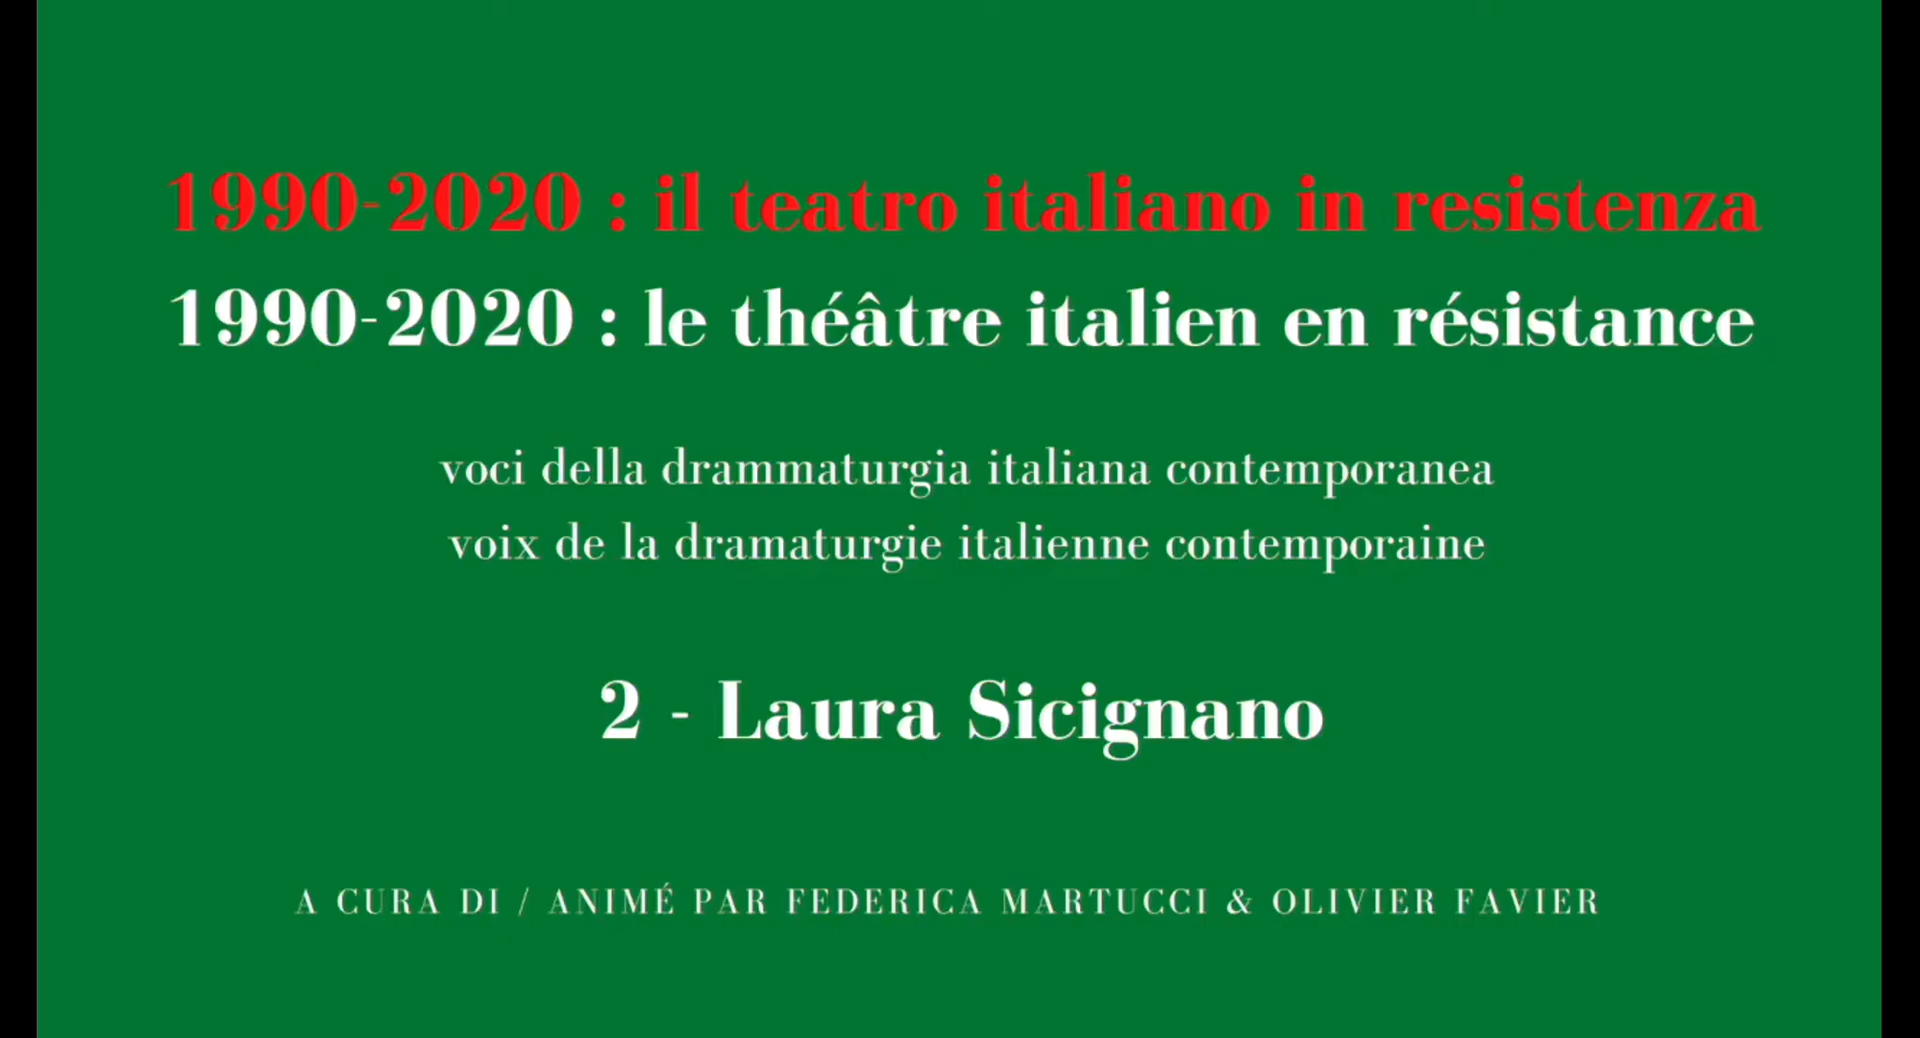 1990-2020 : il teatro italiano in resistenza
1990-2020 : le théâtre italien en résistance
voci della drammaturgia italiana contemporanea
voix de la dramaturgie italienne contemporaine
2 - Laura Sicignano
A CURA DI / ANIMÉ PAR FEDERICA MARTUCCI & OLIVIER FAVIER